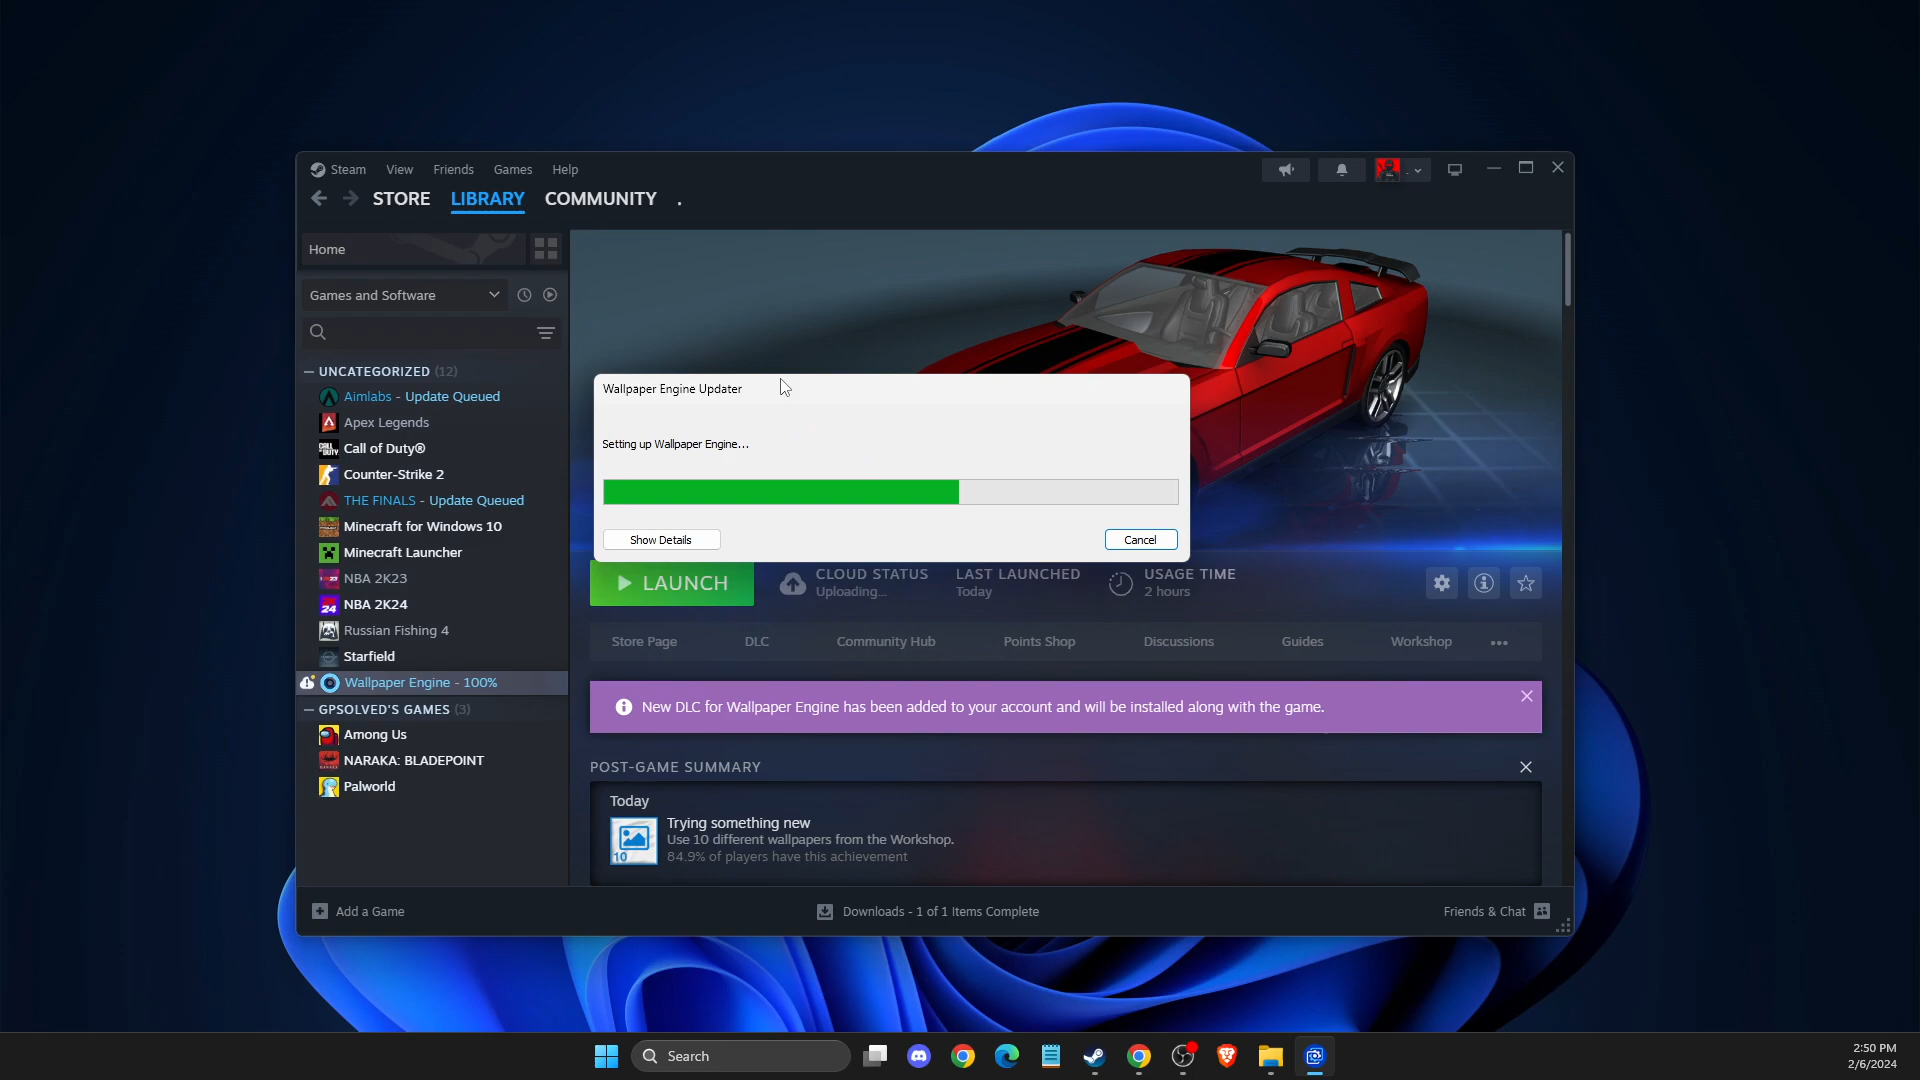 Steam View Friends Games Help
STORE LIBRARY COMMUNITY .
Home
Games and Software
UNCATEGORIZED (12)
Aimlabs - Update Queued
Apex Legends
Call of Duty®
Counter-Strike 2
THE FINALS - Update Queued
Minecraft for Windows 10
Minecraft Launcher
NBA 2K23
NBA 2K24
Russian Fishing 4
Starfield
Wallpaper Engine - 100%
GPSOLVED'S GAMES (3)
Among Us
NARAKA: BLADEPOINT
Palworld
Wallpaper Engine Updater
Setting up Wallpaper Engine...
Show Details Cancel
LAUNCH
CLOUD STATUS
Uploading...
LAST LAUNCHED
Today
USAGE TIME
2 hours
Store Page DLC Community Hub Points Shop Discussions Guides Workshop
New DLC for Wallpaper Engine has been added to your account and will be installed along with the game.
POST-GAME SUMMARY
Today
10
Trying something new
Use 10 different wallpapers from the Workshop.
84.9% of players have this achievement
Add a Game
Downloads - 1 of 1 Items Complete
Friends & Chat
Search
2:50 PM
2/6/2024